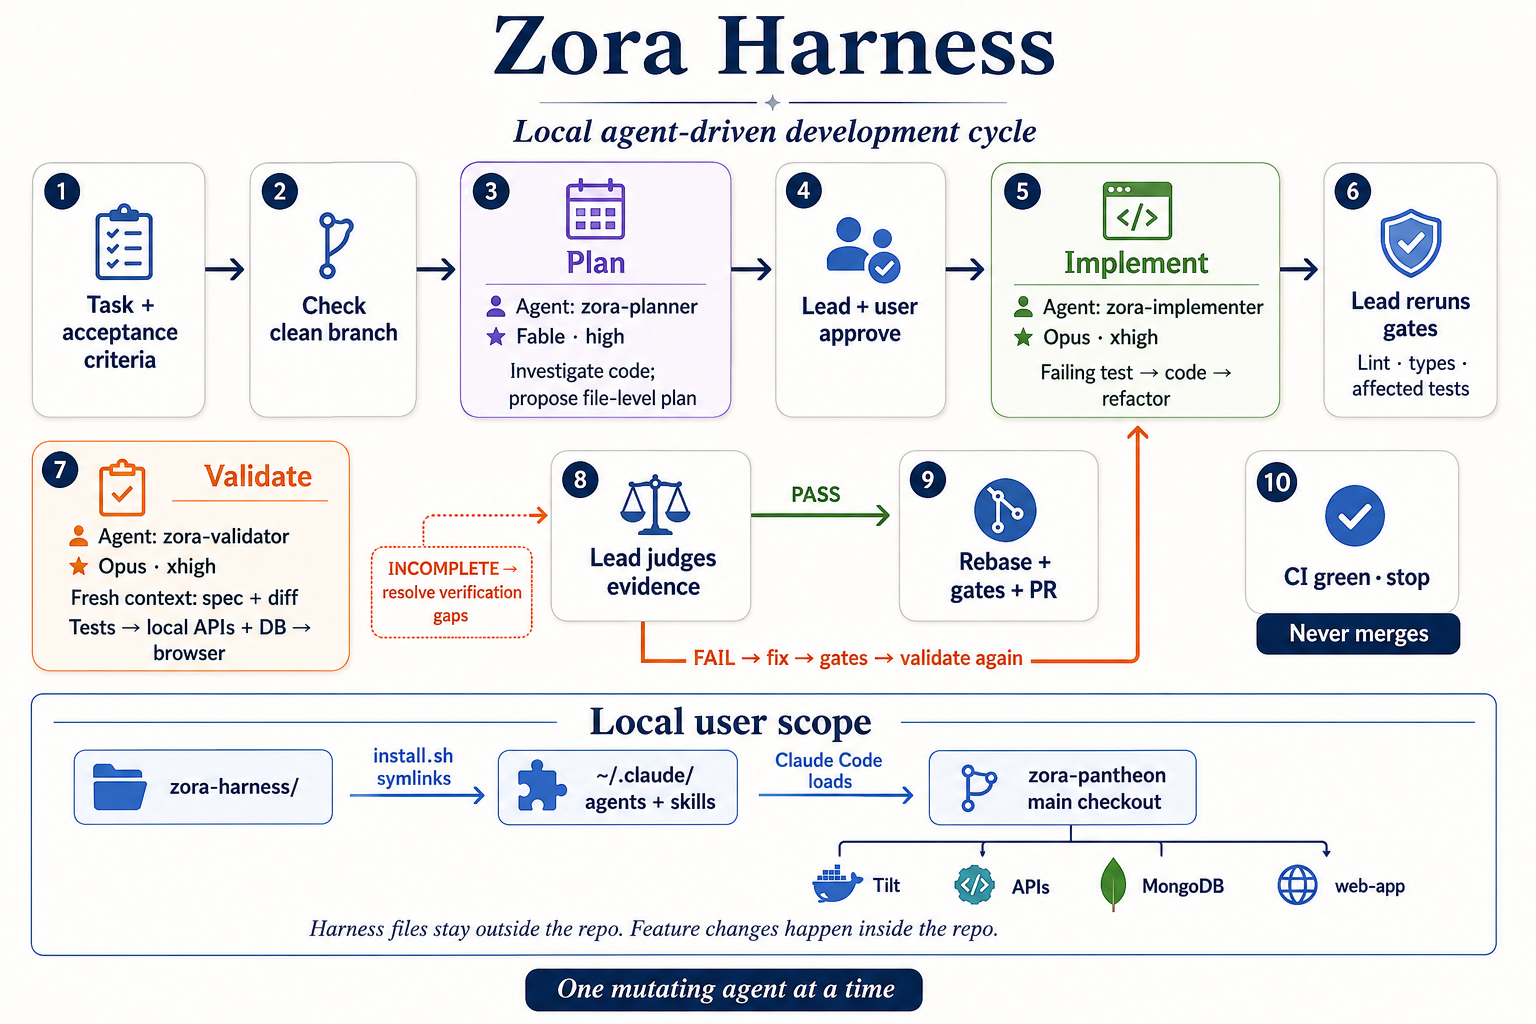 Zora Harness
Local agent-driven development cycle
1
Task +
acceptance
criteria
2
Check
clean branch
3
Plan
Agent: zora-planner
Fable · high
Investigate code;
propose file-level plan
4
Lead + user
approve
5
</>
Implement
Agent: zora-implementer
Opus · xhigh
Failing test → code →
refactor
6
Lead reruns
gates
Lint · types ·
affected tests
7
Validate
Agent: zora-validator
Opus · xhigh
Fresh context: spec + diff
Tests → local APIs + DB →
browser
INCOMPLETE →
resolve verification
gaps
8
Lead judges
evidence
PASS
9
Rebase +
gates + PR
10
CI green · stop
Never merges
FAIL → fix → gates → validate again
Local user scope
zora-harness/
install.sh
symlinks
~/.claude/
agents + skills
Claude Code
loads
zora-pantheon
main checkout
Tilt
</>
APIs
MongoDB
web-app
Harness files stay outside the repo. Feature changes happen inside the repo.
One mutating agent at a time